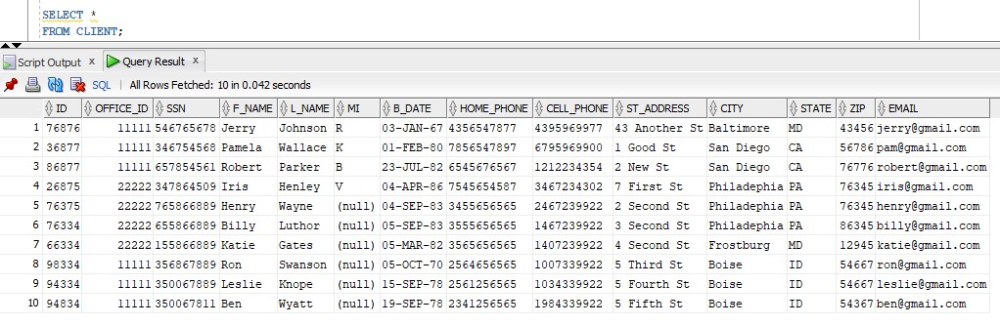 SELECT *
FROM CLIENT;
Script Output x Query Result x
SQL | All Rows Fetched: 10 in 0.042 seconds
ID OFFICE_ID SSN F_NAME L_NAME MI B_DATE HOME_PHONE CELL_PHONE ST_ADDRESS CITY STATE ZIP EMAIL
1 76876 11111 546765678 Jerry Johnson R 03-JAN-67 4356547877 4395969977 43 Another St Baltimore MD 43456 jerry@gmail.com
2 36877 11111 346754568 Pamela Wallace K 01-FEB-80 7856547897 6795969900 1 Good St San Diego CA 56786 pam@gmail.com
3 86877 11111 657854561 Robert Parker B 23-JUL-82 6545676567 1212234354 2 New St San Diego CA 76776 robert@gmail.com
4 26875 22222 347864509 Iris Henley V 04-APR-86 7545654587 3467234302 7 First St Philadephia PA 76345 iris@gmail.com
5 76375 22222 765866889 Henry Wayne (null) 04-SEP-83 3455656565 2467239922 2 Second St Philadephia PA 76345 henry@gmail.com
6 76334 22222 655866889 Billy Luthor (null) 05-SEP-83 3556656565 1467239922 3 Second St Philadephia PA 86345 billy@gmail.com
7 66334 22222 155866889 Katie Gates (null) 05-MAR-82 3556656565 1407239922 4 Second St Frostburg MD 12945 katie@gmail.com
8 98334 11111 356867889 Ron Swanson (null) 05-OCT-70 2564656565 1007339922 5 Third St Boise ID 54667 ron@gmail.com
9 94334 11111 350067889 Leslie Knope (null) 15-SEP-78 2561256565 1034339922 5 Fourth St Boise ID 54667 leslie@gmail.com
10 94834 11111 350067811 Ben Wyatt (null) 19-SEP-78 2341256565 1984339922 5 Fifth St Boise ID 54367 ben@gmail.com